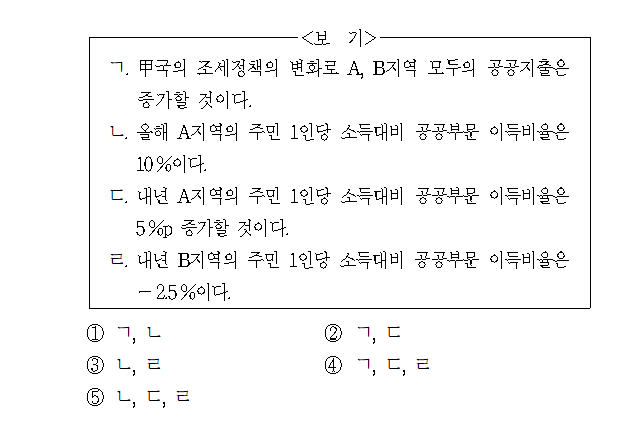 <보 기>
ㄱ. 甲국의 조세정책의 변화로 A, B지역 모두의 공공지출은
증가할 것이다.
ㄴ. 올해 A지역의 주민 1인당 소득대비 공공부문 이득비율은
10%이다.
ㄷ. 내년 A지역의 주민 1인당 소득대비 공공부문 이득비율은
5%p 증가할 것이다.
ㄹ. 내년 B지역의 주민 1인당 소득대비 공공부문 이득비율은
-2.5%이다.
① ㄱ, ㄴ ② ㄱ, ㄷ
③ ㄴ, ㄹ ④ ㄱ, ㄷ, ㄹ
⑤ ㄴ, ㄷ, ㄹ